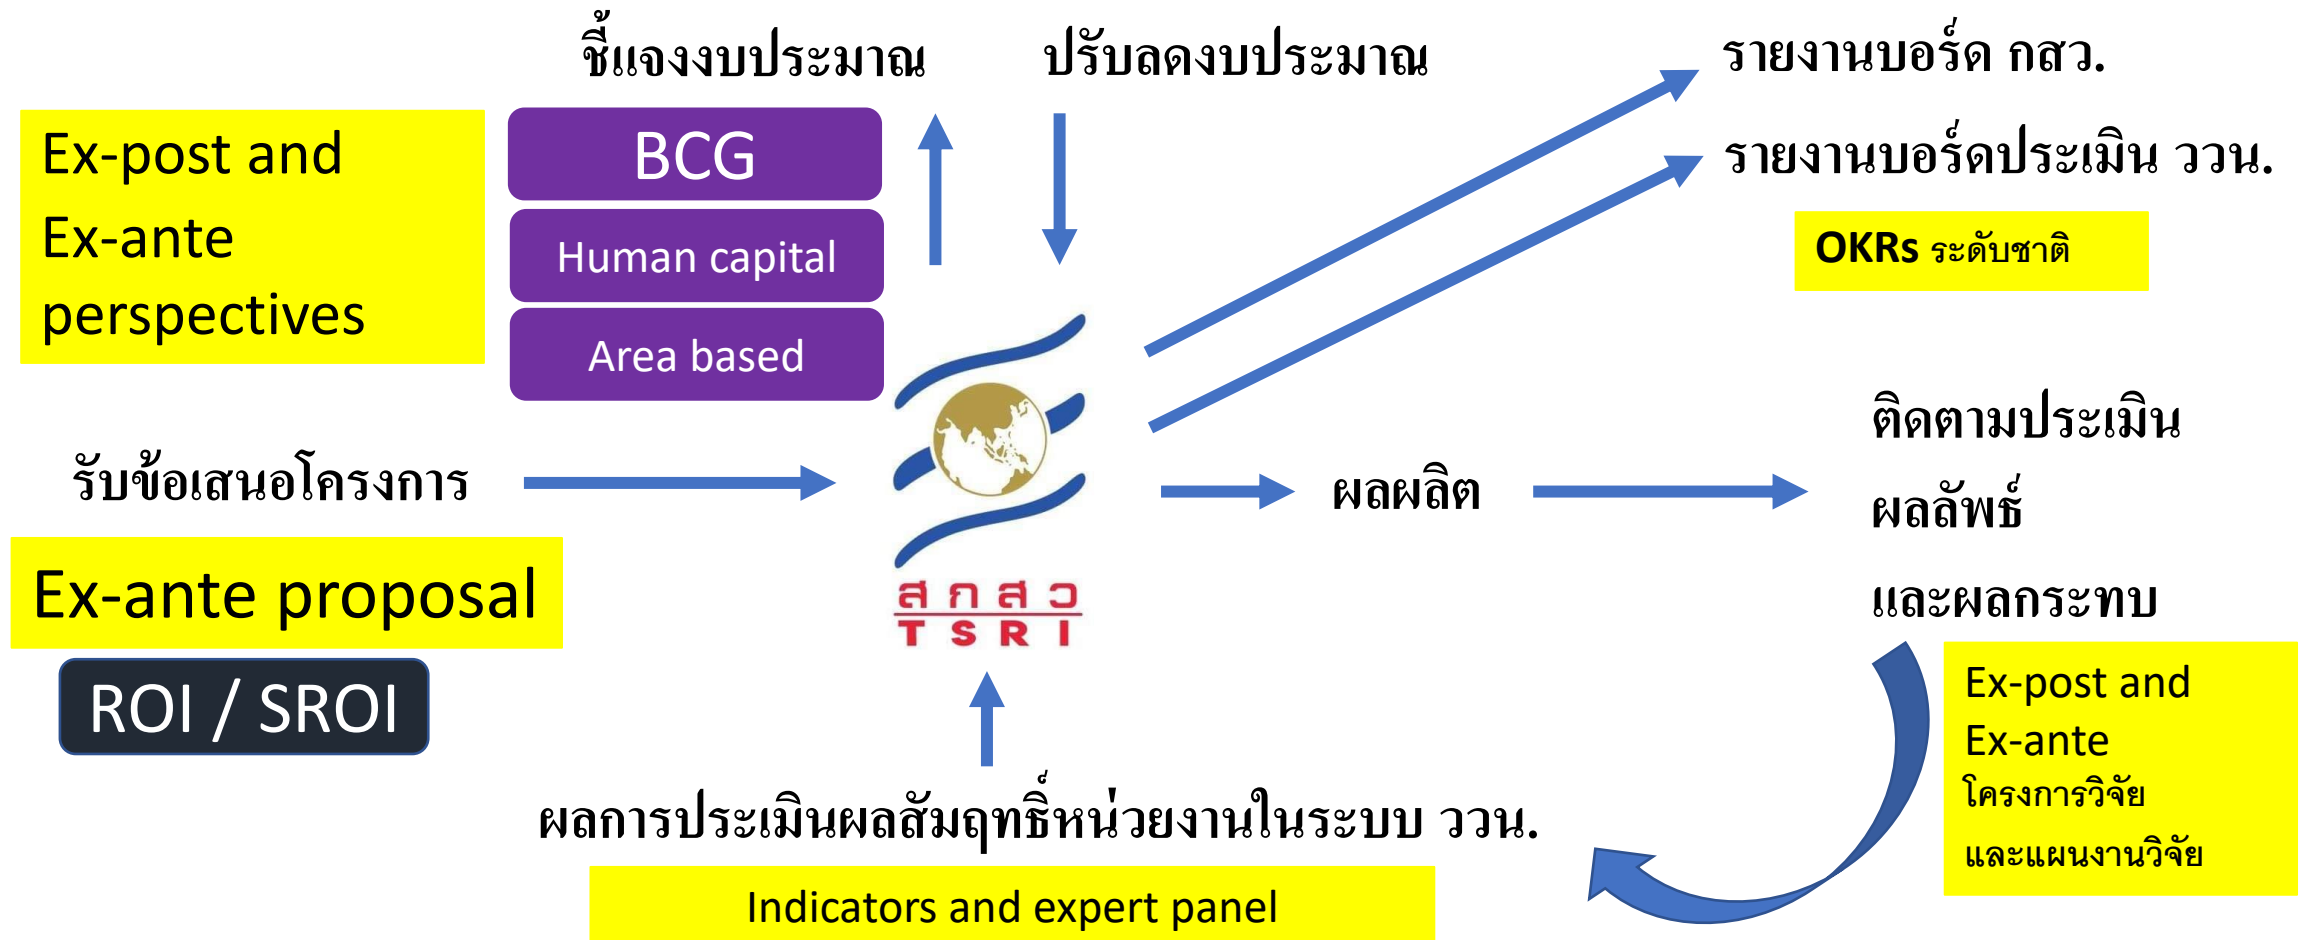 ชี้แจงงบประมาณ
ปรับลดงบประมาณ
รายงานบอร์ด กสว.
รายงานบอร์ดประเมิน ววน.
OKRs ระดับชาติ
Ex-post and
Ex-ante
perspectives
BCG
Human capital
Area based
รับข้อเสนอโครงการ
Ex-ante proposal
ROI / SROI
สกสว
TSRI
ผลผลิต
ติดตามประเมิน
ผลลัพธ์
และผลกระทบ
Ex-post and
Ex-ante
โครงการวิจัย
และแผนงานวิจัย
ผลการประเมินผลสัมฤทธิ์หน่วยงานในระบบ ววน.
Indicators and expert panel